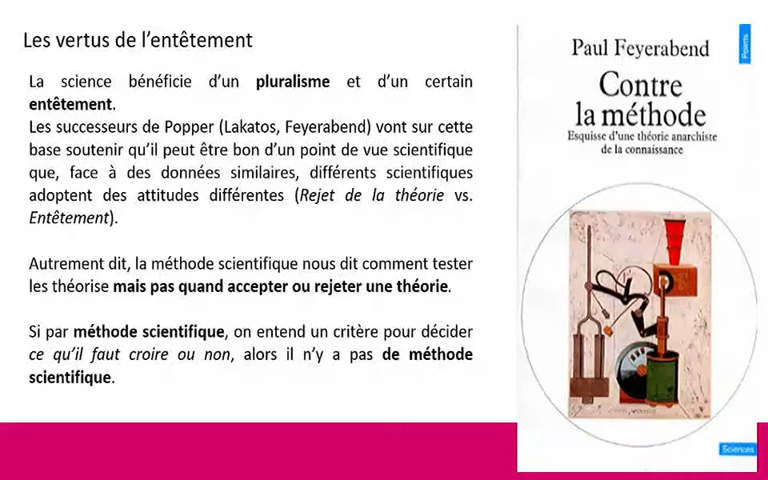 Les vertus de l'entêtement
La science bénéficie d'un pluralisme et d'un certain
entêtement.
Les successeurs de Popper (Lakatos, Feyerabend) vont sur cette
base soutenir qu'il peut être bon d'un point de vue scientifique
que, face à des données similaires, différents scientifiques
adoptent des attitudes différentes (Rejet de la théorie vs.
Entêtement).
Autrement dit, la méthode scientifique nous dit comment tester
les théorise mais pas quand accepter ou rejeter une théorie.
Si par méthode scientifique, on entend un critère pour décider
ce qu'il faut croire ou non, alors il n'y a pas de méthode
scientifique.
Points
Paul Feyerabend
Contre
la méthode
Esquisse d'une théorie anarchiste
de la connaissance
Sciences